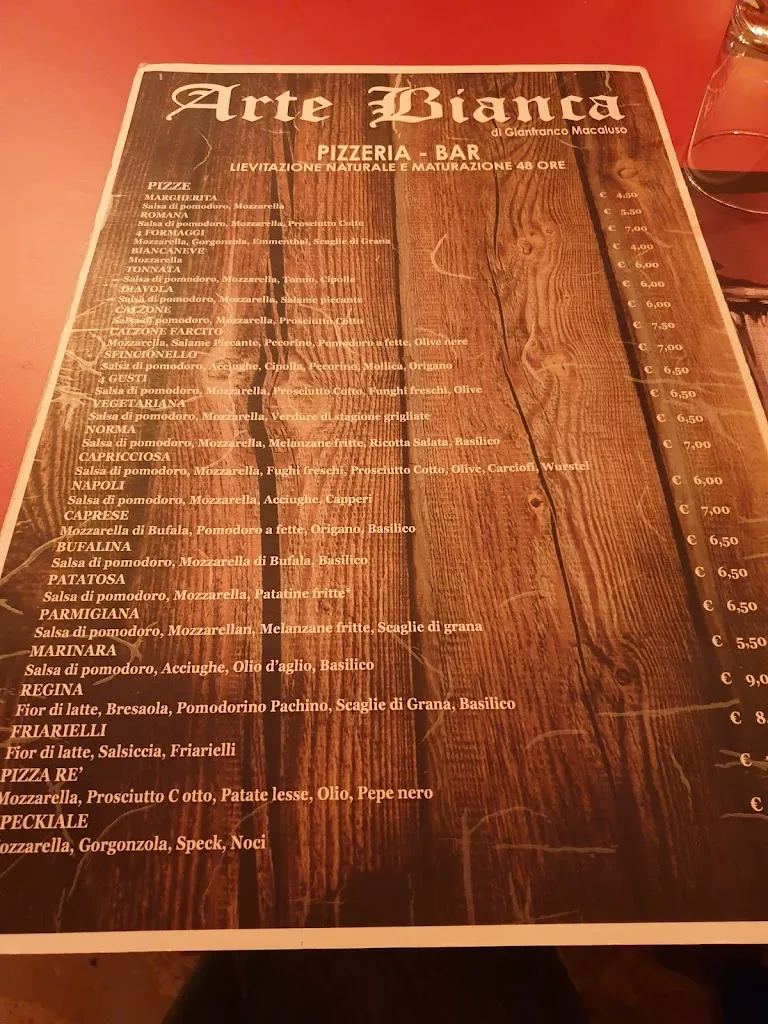 Arte Bianca
di Gianfranco Macaluso
PIZZERIA - BAR
LIEVITAZIONE NATURALE E MATURAZIONE 48 ORE
PIZZE
MARGHERITA € 4,50
Salsa di pomodoro, Mozzarella
ROMANA € 5,50
Salsa di pomodoro, Mozzarella, Prosciutto Cotto
4 FORMAGGI € 7,00
Mozzarella, Gorgonzola, Emmenthal, Scaglie di Grana
BIANCANEVE € 4,00
Mozzarella
TONNATA € 6,00
Salsa di pomodoro, Mozzarella, Tonno, Cipolla
DIAVOLA € 6,00
Salsa di pomodoro, Mozzarella, Salame piccante
CALZONE € 6,00
Salsa di pomodoro, Mozzarella, Prosciutto Cotto
CALZONE FARCITO € 7,50
Mozzarella, Salame Piccante, Pecorino, Pomodoro a fette, Olive nere
SFINCIONELLO € 7,00
Salsa di pomodoro, Acciughe, Cipolla, Pecorino, Mollica, Origano
4 GUSTI € 6,50
Salsa di pomodoro, Mozzarella, Prosciutto Cotto, Funghi freschi, Olive
VEGETARIANA € 6,50
Salsa di pomodoro, Mozzarella, Verdure di stagione grigliate
NORMA € 6,50
Salsa di pomodoro, Mozzarella, Melanzane fritte, Ricotta Salata, Basilico
CAPRICCIOSA € 7,00
Salsa di pomodoro, Mozzarella, Fughi freschi, Prosciutto Cotto, Olive, Carciofi, Wurstel
NAPOLI € 6,00
Salsa di pomodoro, Mozzarella, Acciughe, Capperi
CAPRESE € 7,00
Mozzarella di Bufala, Pomodoro a fette, Origano, Basilico
BUFALINA € 6,50
Salsa di pomodoro, Mozzarella di Bufala, Basilico
PATATOSA € 6,50
Salsa di pomodoro, Mozzarella, Patatine fritte*
PARMIGIANA € 6,50
Salsa di pomodoro, Mozzarellan, Melanzane fritte, Scaglie di grana
MARINARA € 5,50
Salsa di pomodoro, Acciughe, Olio d'aglio, Basilico
REGINA € 9,0
Fior di latte, Bresaola, Pomodorino Pachino, Scaglie di Grana, Basilico
FRIARIELLI € 8,
Fior di latte, Salsiccia, Friarielli
PIZZA RE' €
Mozzarella, Prosciutto C otto, Patate lesse, Olio, Pepe nero
PECKIALE €
ozzarella, Gorgonzola, Speck, Noci